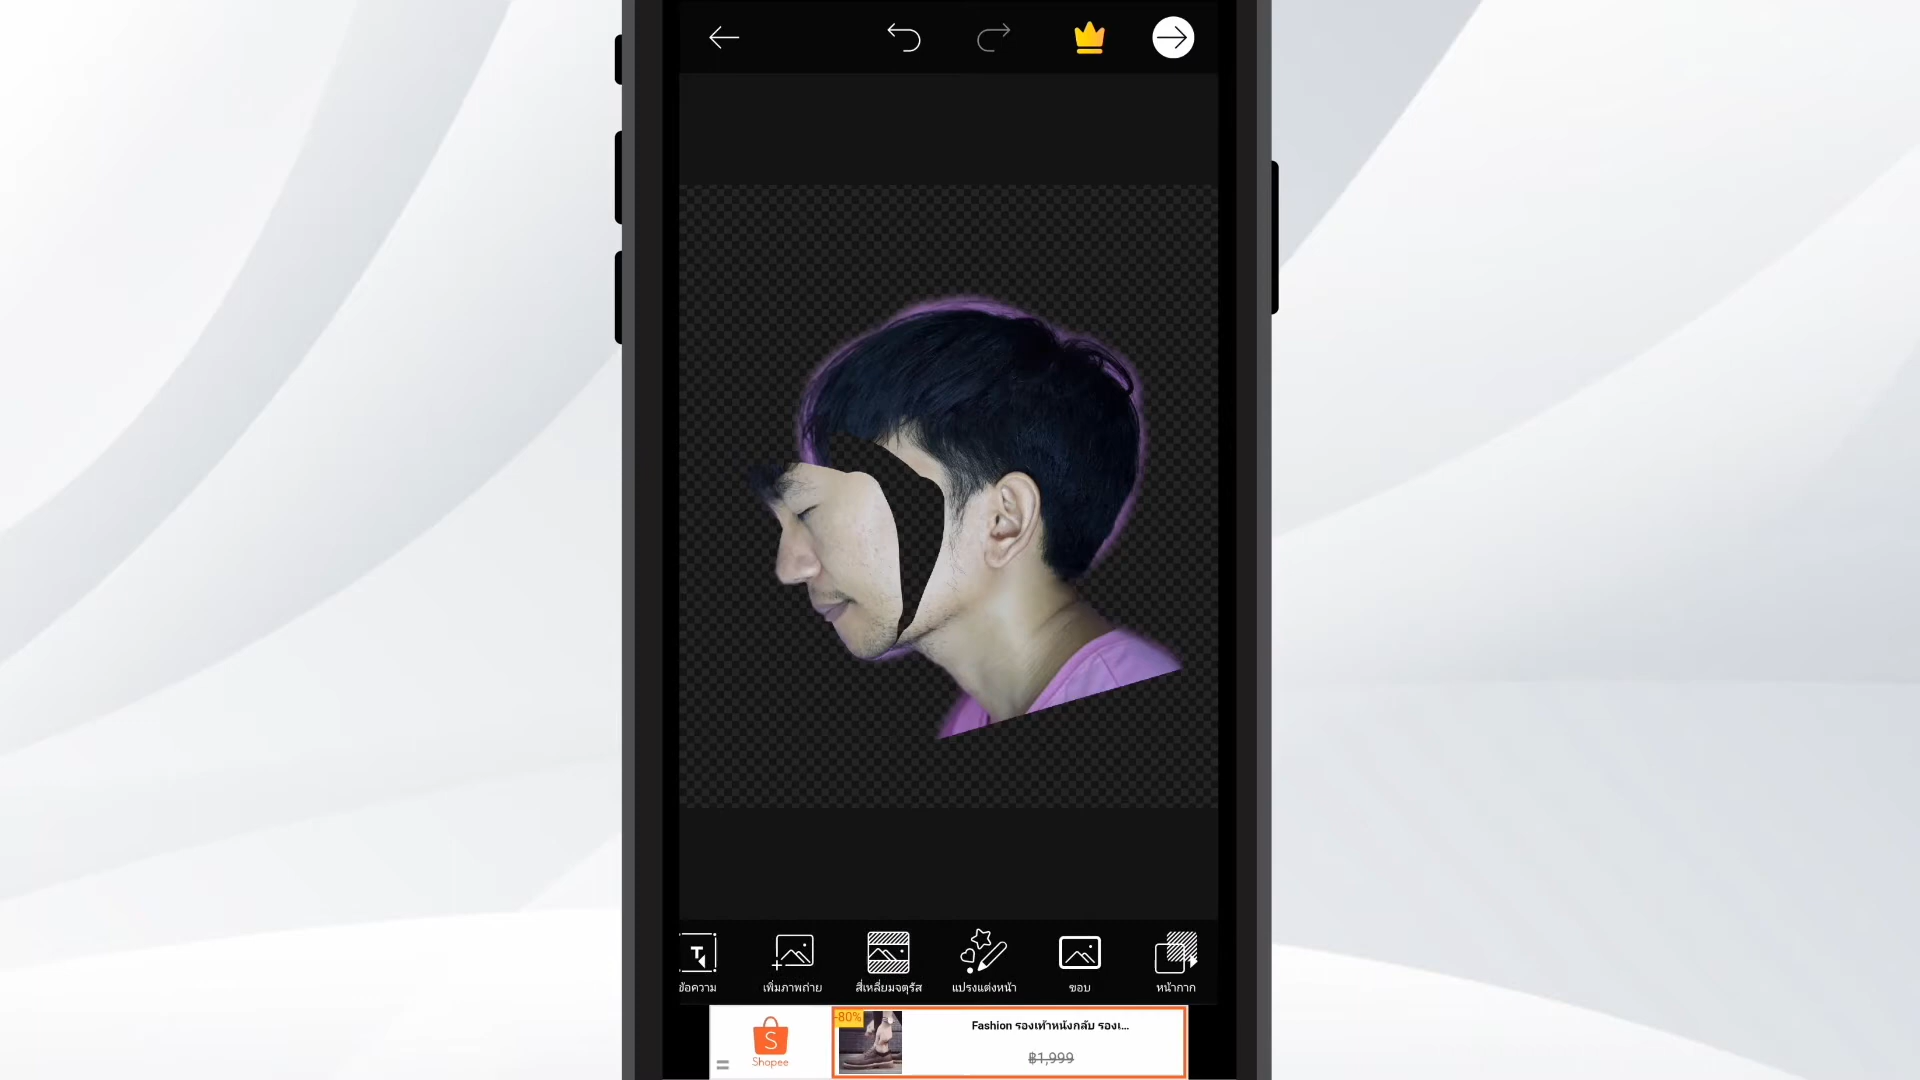 ข้อความ
เพิ่มภาพถ่าย
สี่เหลี่ยมจตุรัส
แปรงแต่งหน้า
ขอบ
หน้ากาก
-80%
Fashion รองเท้าหนังกลับ รองเ...
฿1,999
S
Shopee